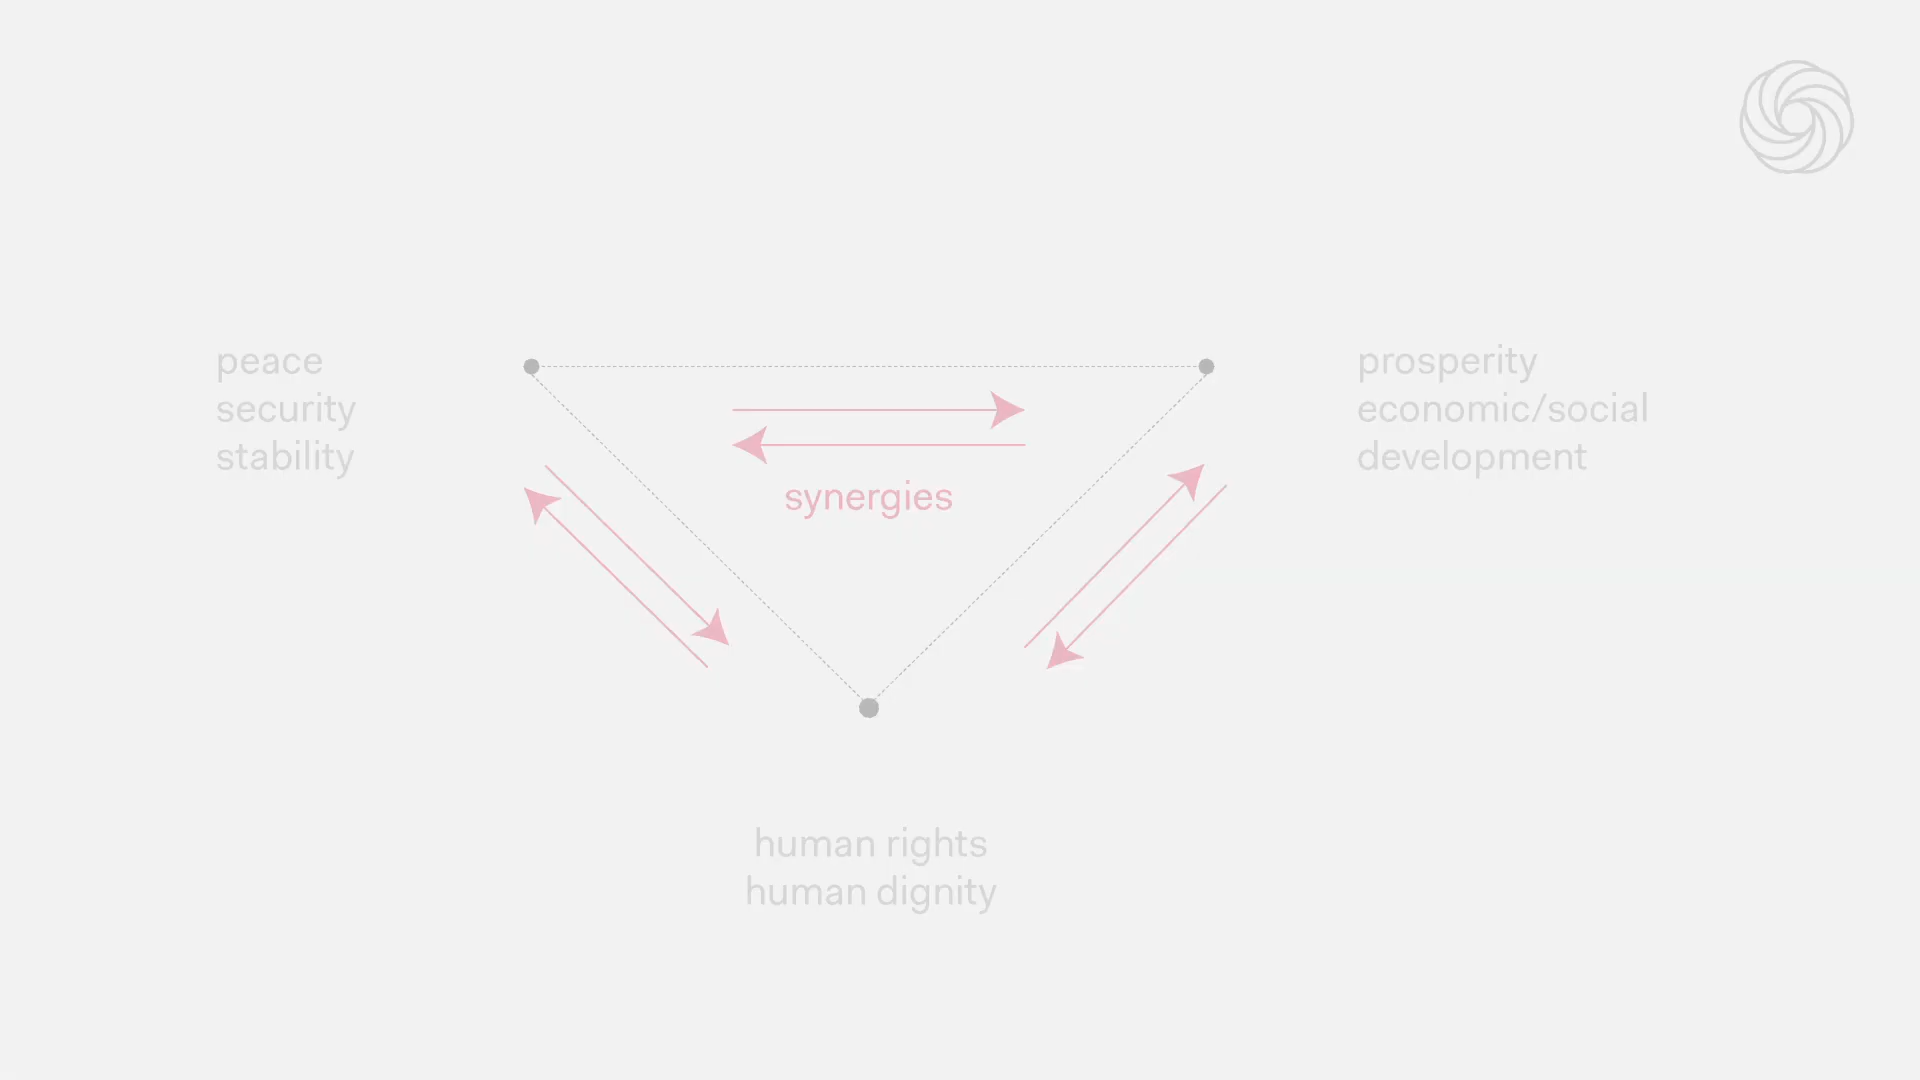 peace
security
stability
prosperity
economic/social
development
synergies
human rights
human dignity